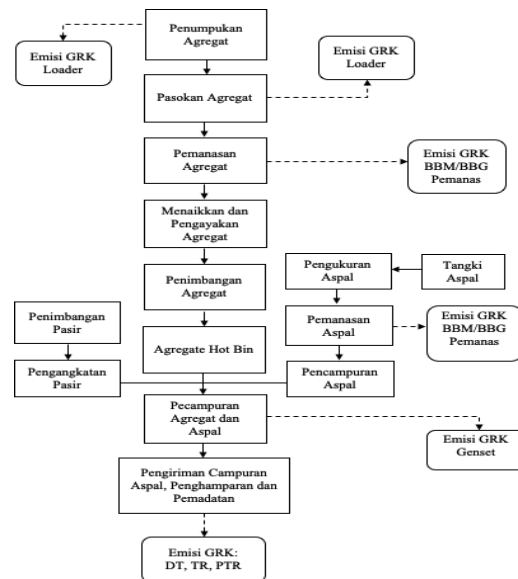 Penumpukan
Agregat
Emisi GRK
Loader
Emisi GRK
Loader
Pasokan Agregat
Pemanasan
Agregat
Emisi GRK
BBM/BBG
Pemanas
Menaikkan dan
Pengayakan
Agregat
Pengukuran
Aspal
Tangki
Aspal
Penimbangan
Agregat
Penimbangan
Pasir
Pemanasan
Aspal
Emisi GRK
BBM/BBG
Pemanas
Agregate Hot Bin
Pengangkatan
Pasir
Pencampuran
Aspal
Pecampuran
Agregat dan
Aspal
Emisi GRK
Genset
Pengiriman Campuran
Aspal, Penghamparan dan
Pemadatan
Emisi GRK:
DT, TR, PTR